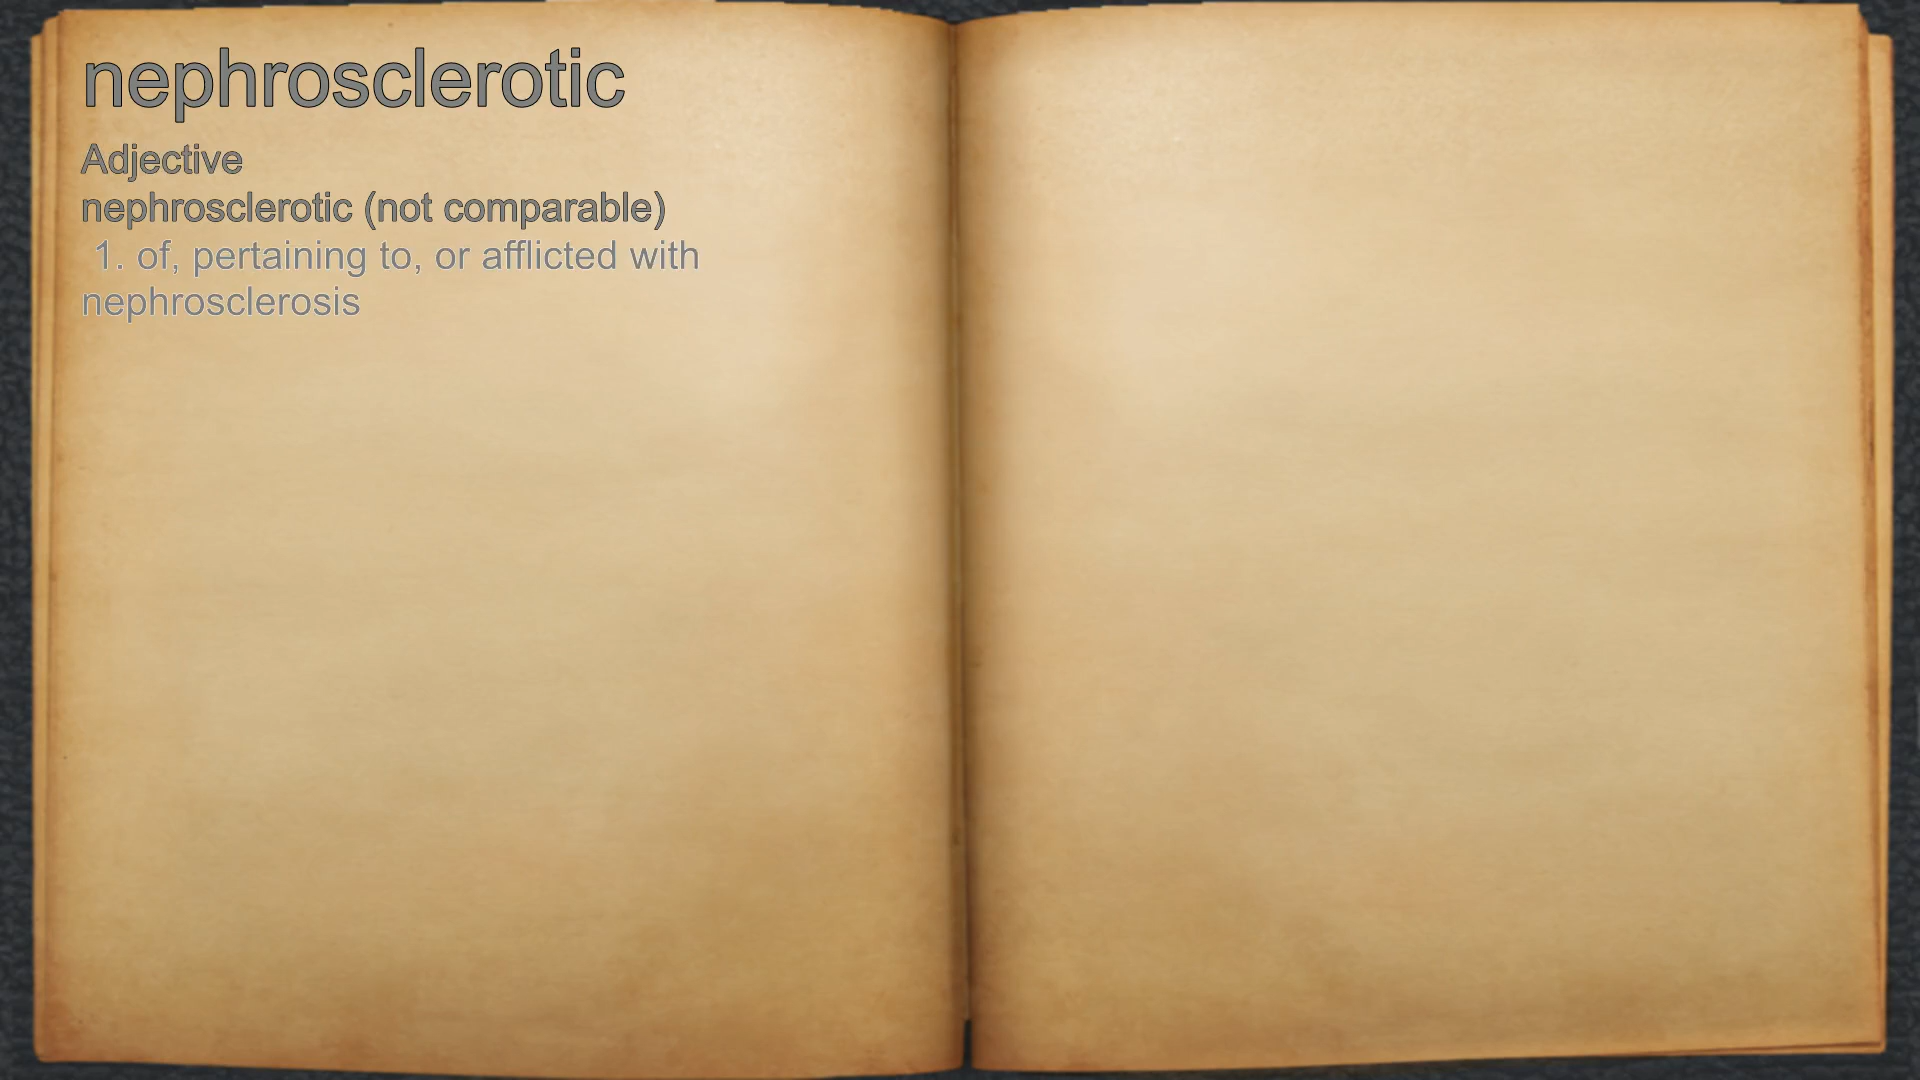 nephrosclerotic
Adjective
nephrosclerotic (not comparable)
1. of, pertaining to, or afflicted with
nephrosclerosis